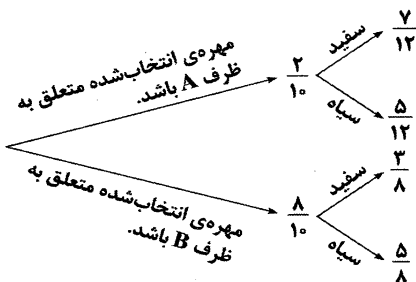 مهره‌ی انتخاب‌شده متعلق به
ظرف A باشد.
۲/۱۰
سفید
۷/۱۲
سیاه
۵/۱۲
مهره‌ی انتخاب‌شده متعلق به
ظرف B باشد.
۸/۱۰
سفید
۳/۸
سیاه
۵/۸